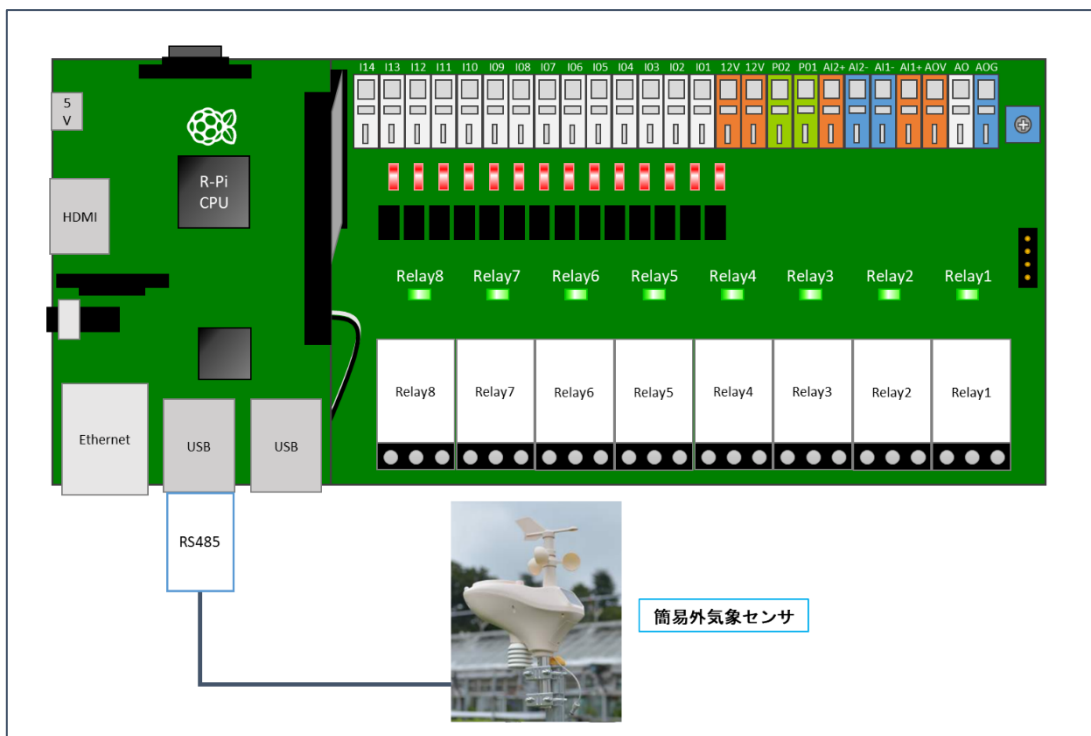 I14 I13 I12 I11 I10 I09 I08 I07 I06 I05 I04 I03 I02 I01 12V 12V P02 P01 AI2+ AI2- AI1- AI1+ AOV AO AOG
5
V
R-Pi
CPU
HDMI
Relay8 Relay7 Relay6 Relay5 Relay4 Relay3 Relay2 Relay1
Relay8 Relay7 Relay6 Relay5 Relay4 Relay3 Relay2 Relay1
Ethernet
USB
USB
RS485
簡易外気象センサ